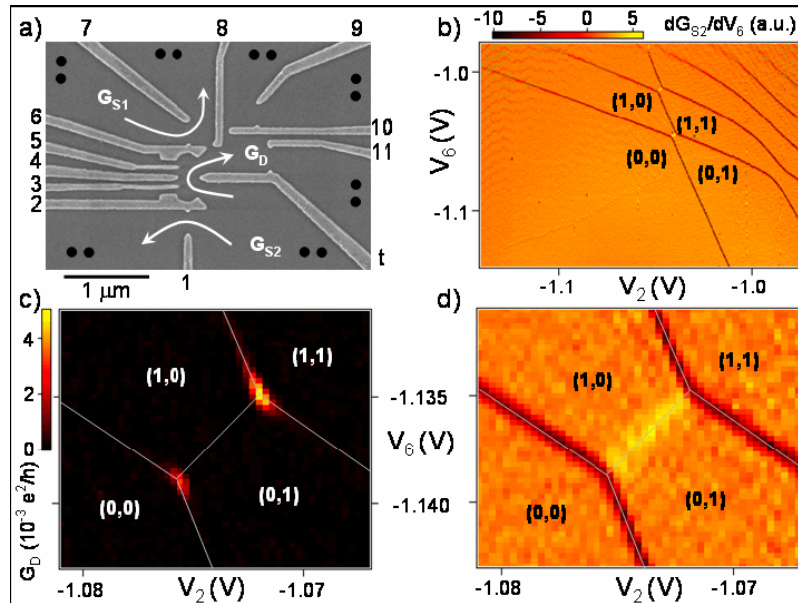 a) 7 8 9
G_S1
6
5
4
3
2
10
11
G_D
G_S2
t
1
1 μm
b) -10 -5 0 5 dG_S2/dV_6 (a.u.)
-1.0
(1,0)
(1,1)
(0,0)
(0,1)
-1.1
V_6 (V)
-1.1 V_2 (V) -1.0
c)
4
2
0
G_D (10⁻³ e²/h)
(1,0)
(1,1)
(0,0)
(0,1)
-1.135
V_6 (V)
-1.140
-1.08 V_2 (V) -1.07
d)
(1,0)
(1,1)
(0,0)
(0,1)
-1.08 V_2 (V) -1.07